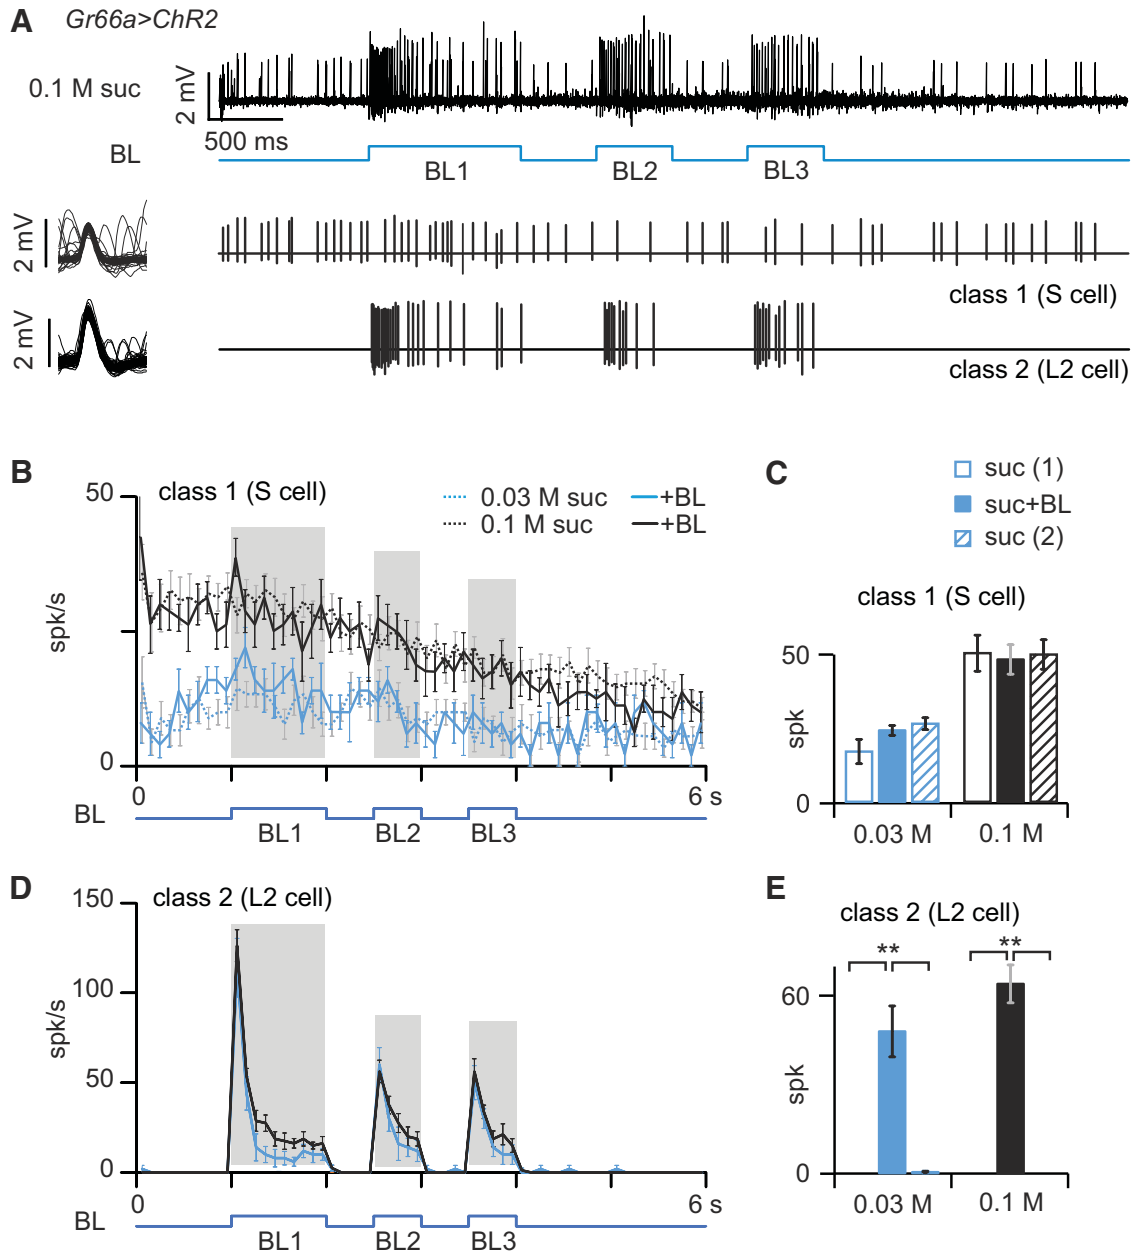 A
Gr66a>ChR2
0.1 M suc
2 mV
500 ms
BL
BL1
BL2
BL3
2 mV
class 1 (S cell)
2 mV
class 2 (L2 cell)
B
class 1 (S cell)
0.03 M suc
+BL
0.1 M suc
+BL
50
spk/s
0
0
6 s
BL
BL1
BL2
BL3
C
suc (1)
suc+BL
suc (2)
class 1 (S cell)
50
spk
0
0.03 M
0.1 M
D
class 2 (L2 cell)
150
100
50
0
spk/s
0
6 s
BL
BL1
BL2
BL3
E
class 2 (L2 cell)
**
**
60
spk
0
0.03 M
0.1 M